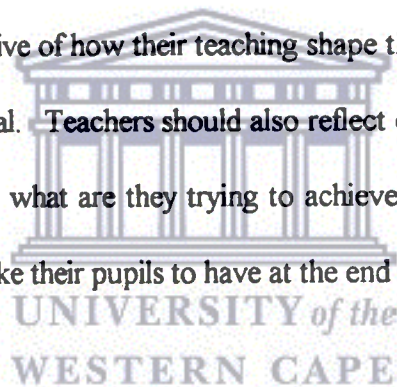 ive of how their teaching shape t
al. Teachers should also reflect
what are they trying to achieve
ke their pupils to have at the end
UNIVERSITY of the
WESTERN CAPE